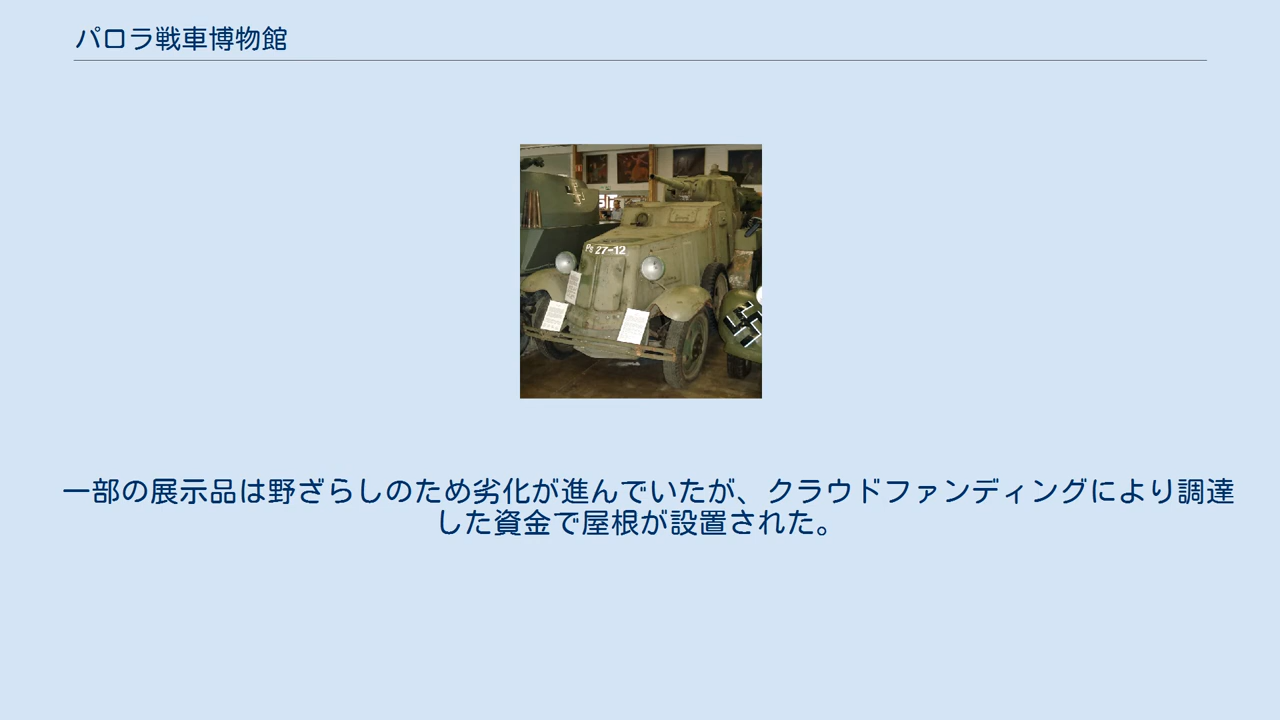 パロラ戦車博物館
Ps 27-12
一部の展示品は野ざらしのため劣化が進んでいたが、クラウドファンディングにより調達
した資金で屋根が設置された。